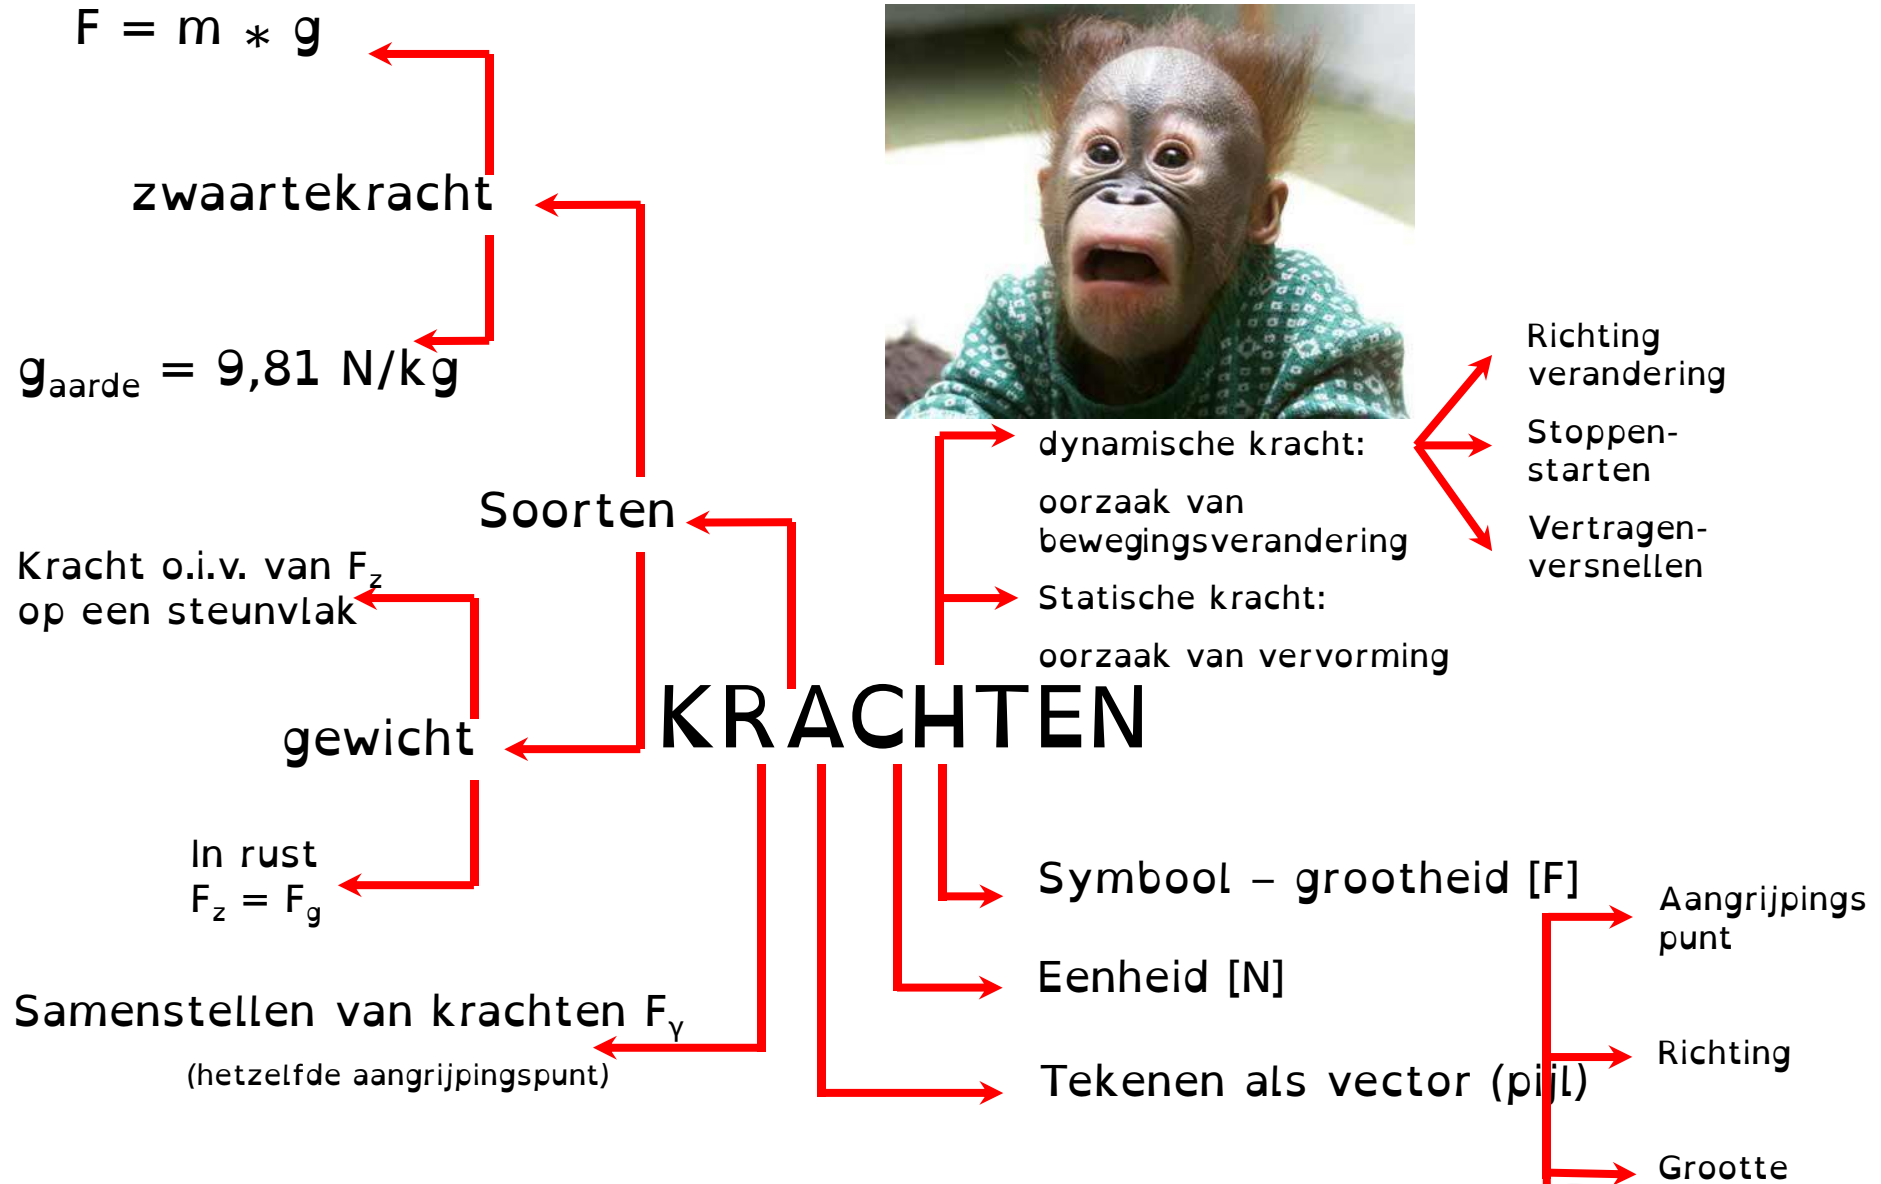 F = m * g
zwaartekracht
g aarde = 9,81 N/kg
Soorten
Kracht o.i.v. van Fz
op een steunvlak
gewicht
In rust
Fz = Fg
Samenstellen van krachten Fγ
(hetzelfde aangrijpingspunt)
KRACHTEN
dynamische kracht:
oorzaak van
bewegingsverandering
Statische kracht:
oorzaak van vervorming
Richting
verandering
Stoppen-
starten
Vertragen-
versnellen
Symbool – grootheid [F]
Eenheid [N]
Tekenen als vector (pijl)
Aangrijpings
punt
Richting
Grootte